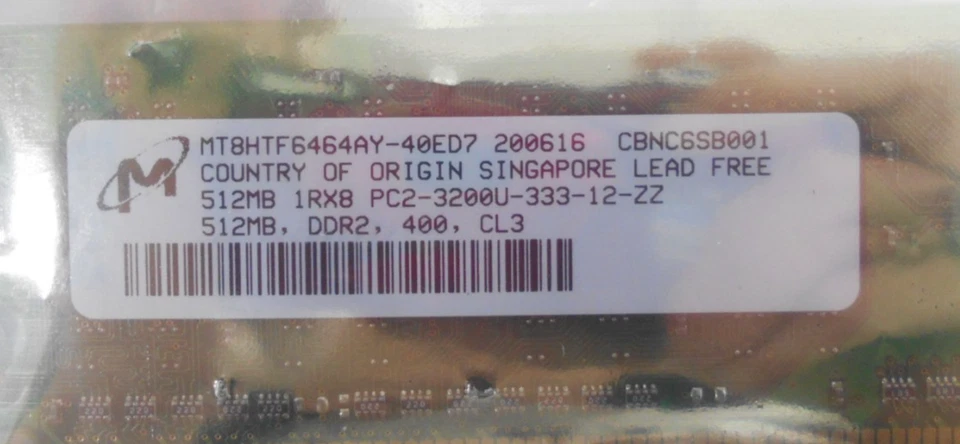 MT8HTF6464AY-40ED7 200616 CBNC6SB001
COUNTRY OF ORIGIN SINGAPORE LEAD FREE
512MB 1RX8 PC2-3200U-333-12-ZZ
512MB, DDR2, 400, CL3